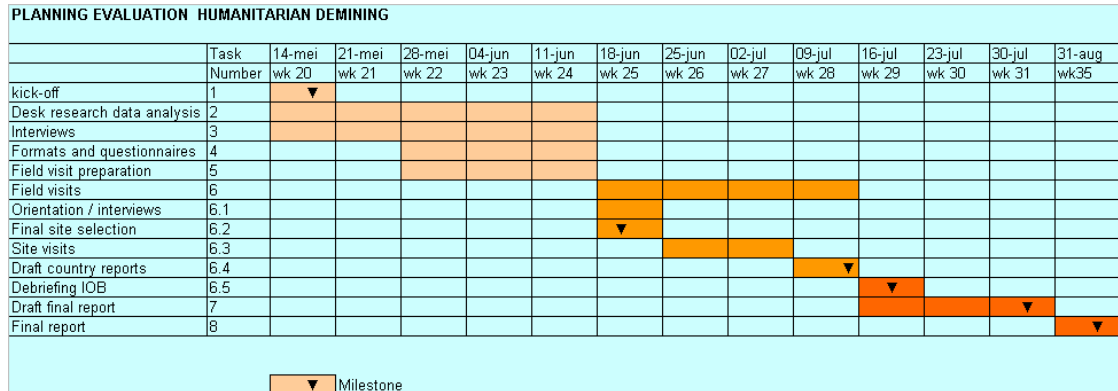 PLANNING EVALUATION HUMANITARIAN DEMINING
Task 14-mei 21-mei 28-mei 04-jun 11-jun 18-jun 25-jun 02-jul 09-jul 16-jul 23-jul 30-jul 31-aug
Number wk 20 wk 21 wk 22 wk 23 wk 24 wk 25 wk 26 wk 27 wk 28 wk 29 wk 30 wk 31 wk35
kick-off 1
Desk research data analysis 2
Interviews 3
Formats and questionnaires 4
Field visit preparation 5
Field visits 6
Orientation / interviews 6.1
Final site selection 6.2
Site visits 6.3
Draft country reports 6.4
Debriefing IOB 6.5
Draft final report 7
Final report 8
Milestone